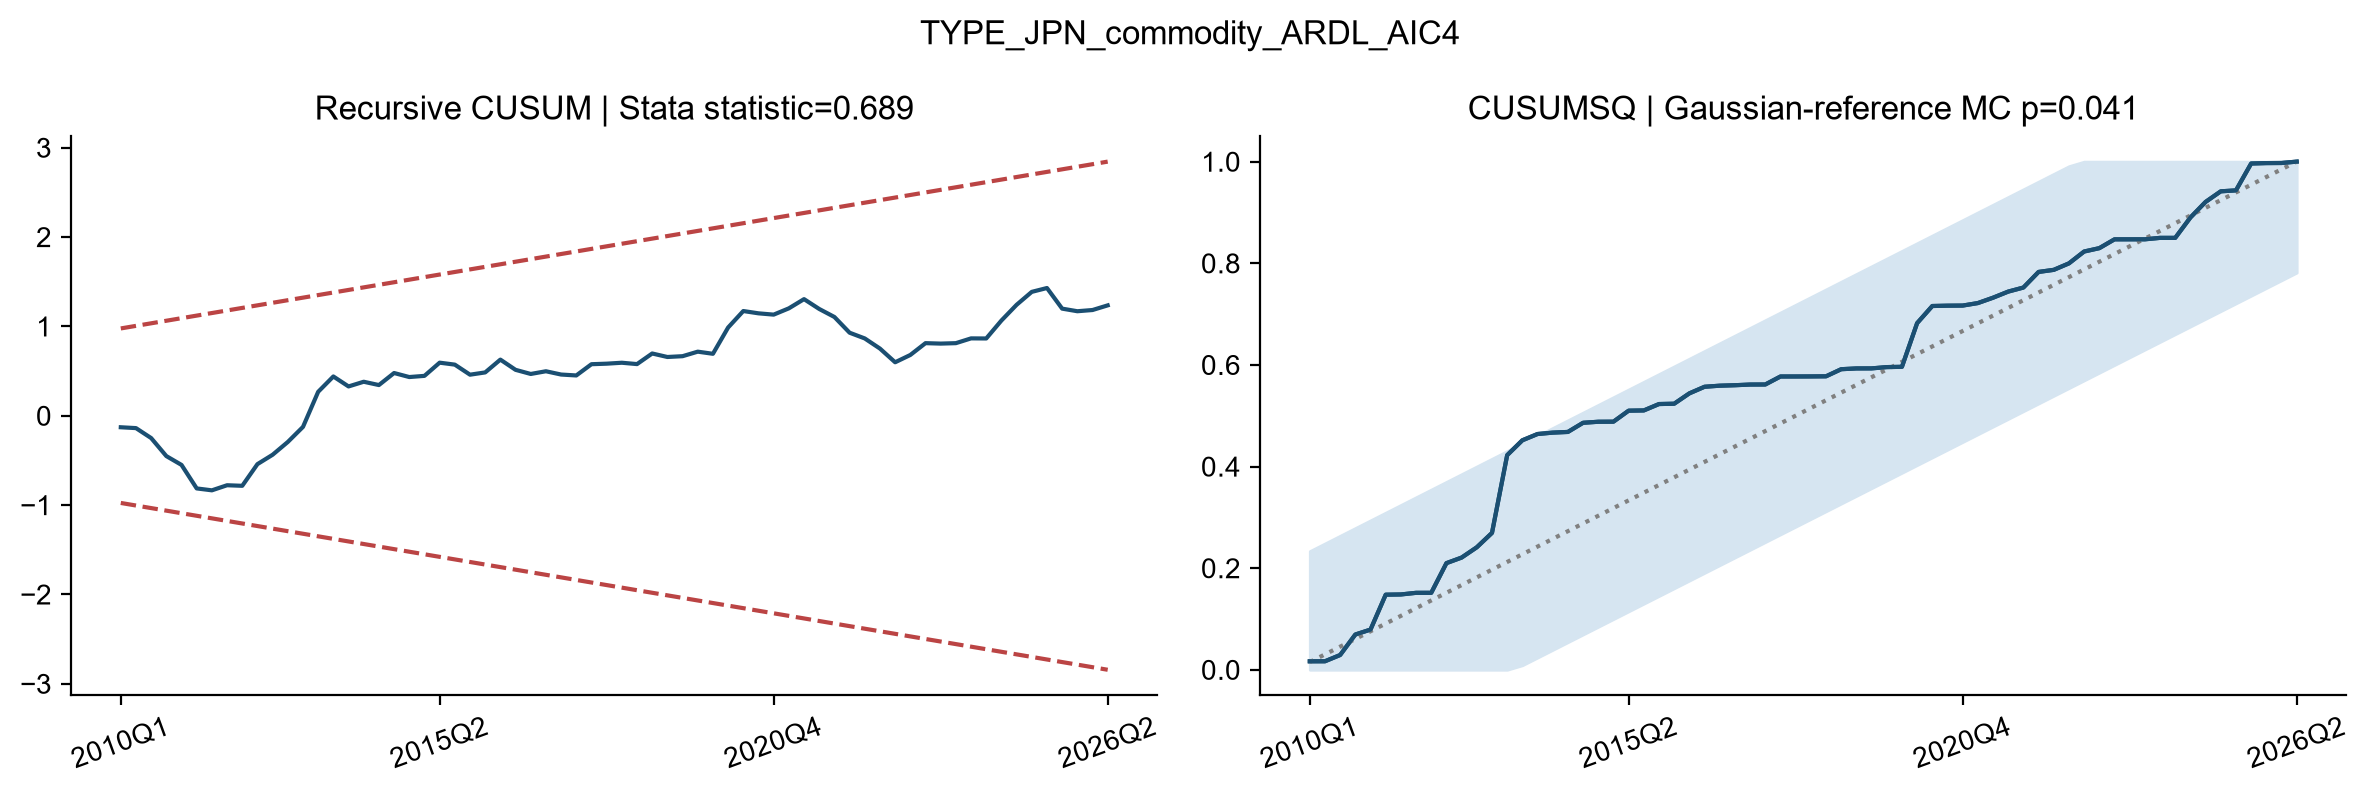 TYPE_JPN_commodity_ARDL_AIC4
Recursive CUSUM | Stata statistic=0.689
3
2
1
0
−1
−2
−3
2010Q1
2015Q2
2020Q4
2026Q2
CUSUMSQ | Gaussian-reference MC p=0.041
1.0
0.8
0.6
0.4
0.2
0.0
2010Q1
2015Q2
2020Q4
2026Q2